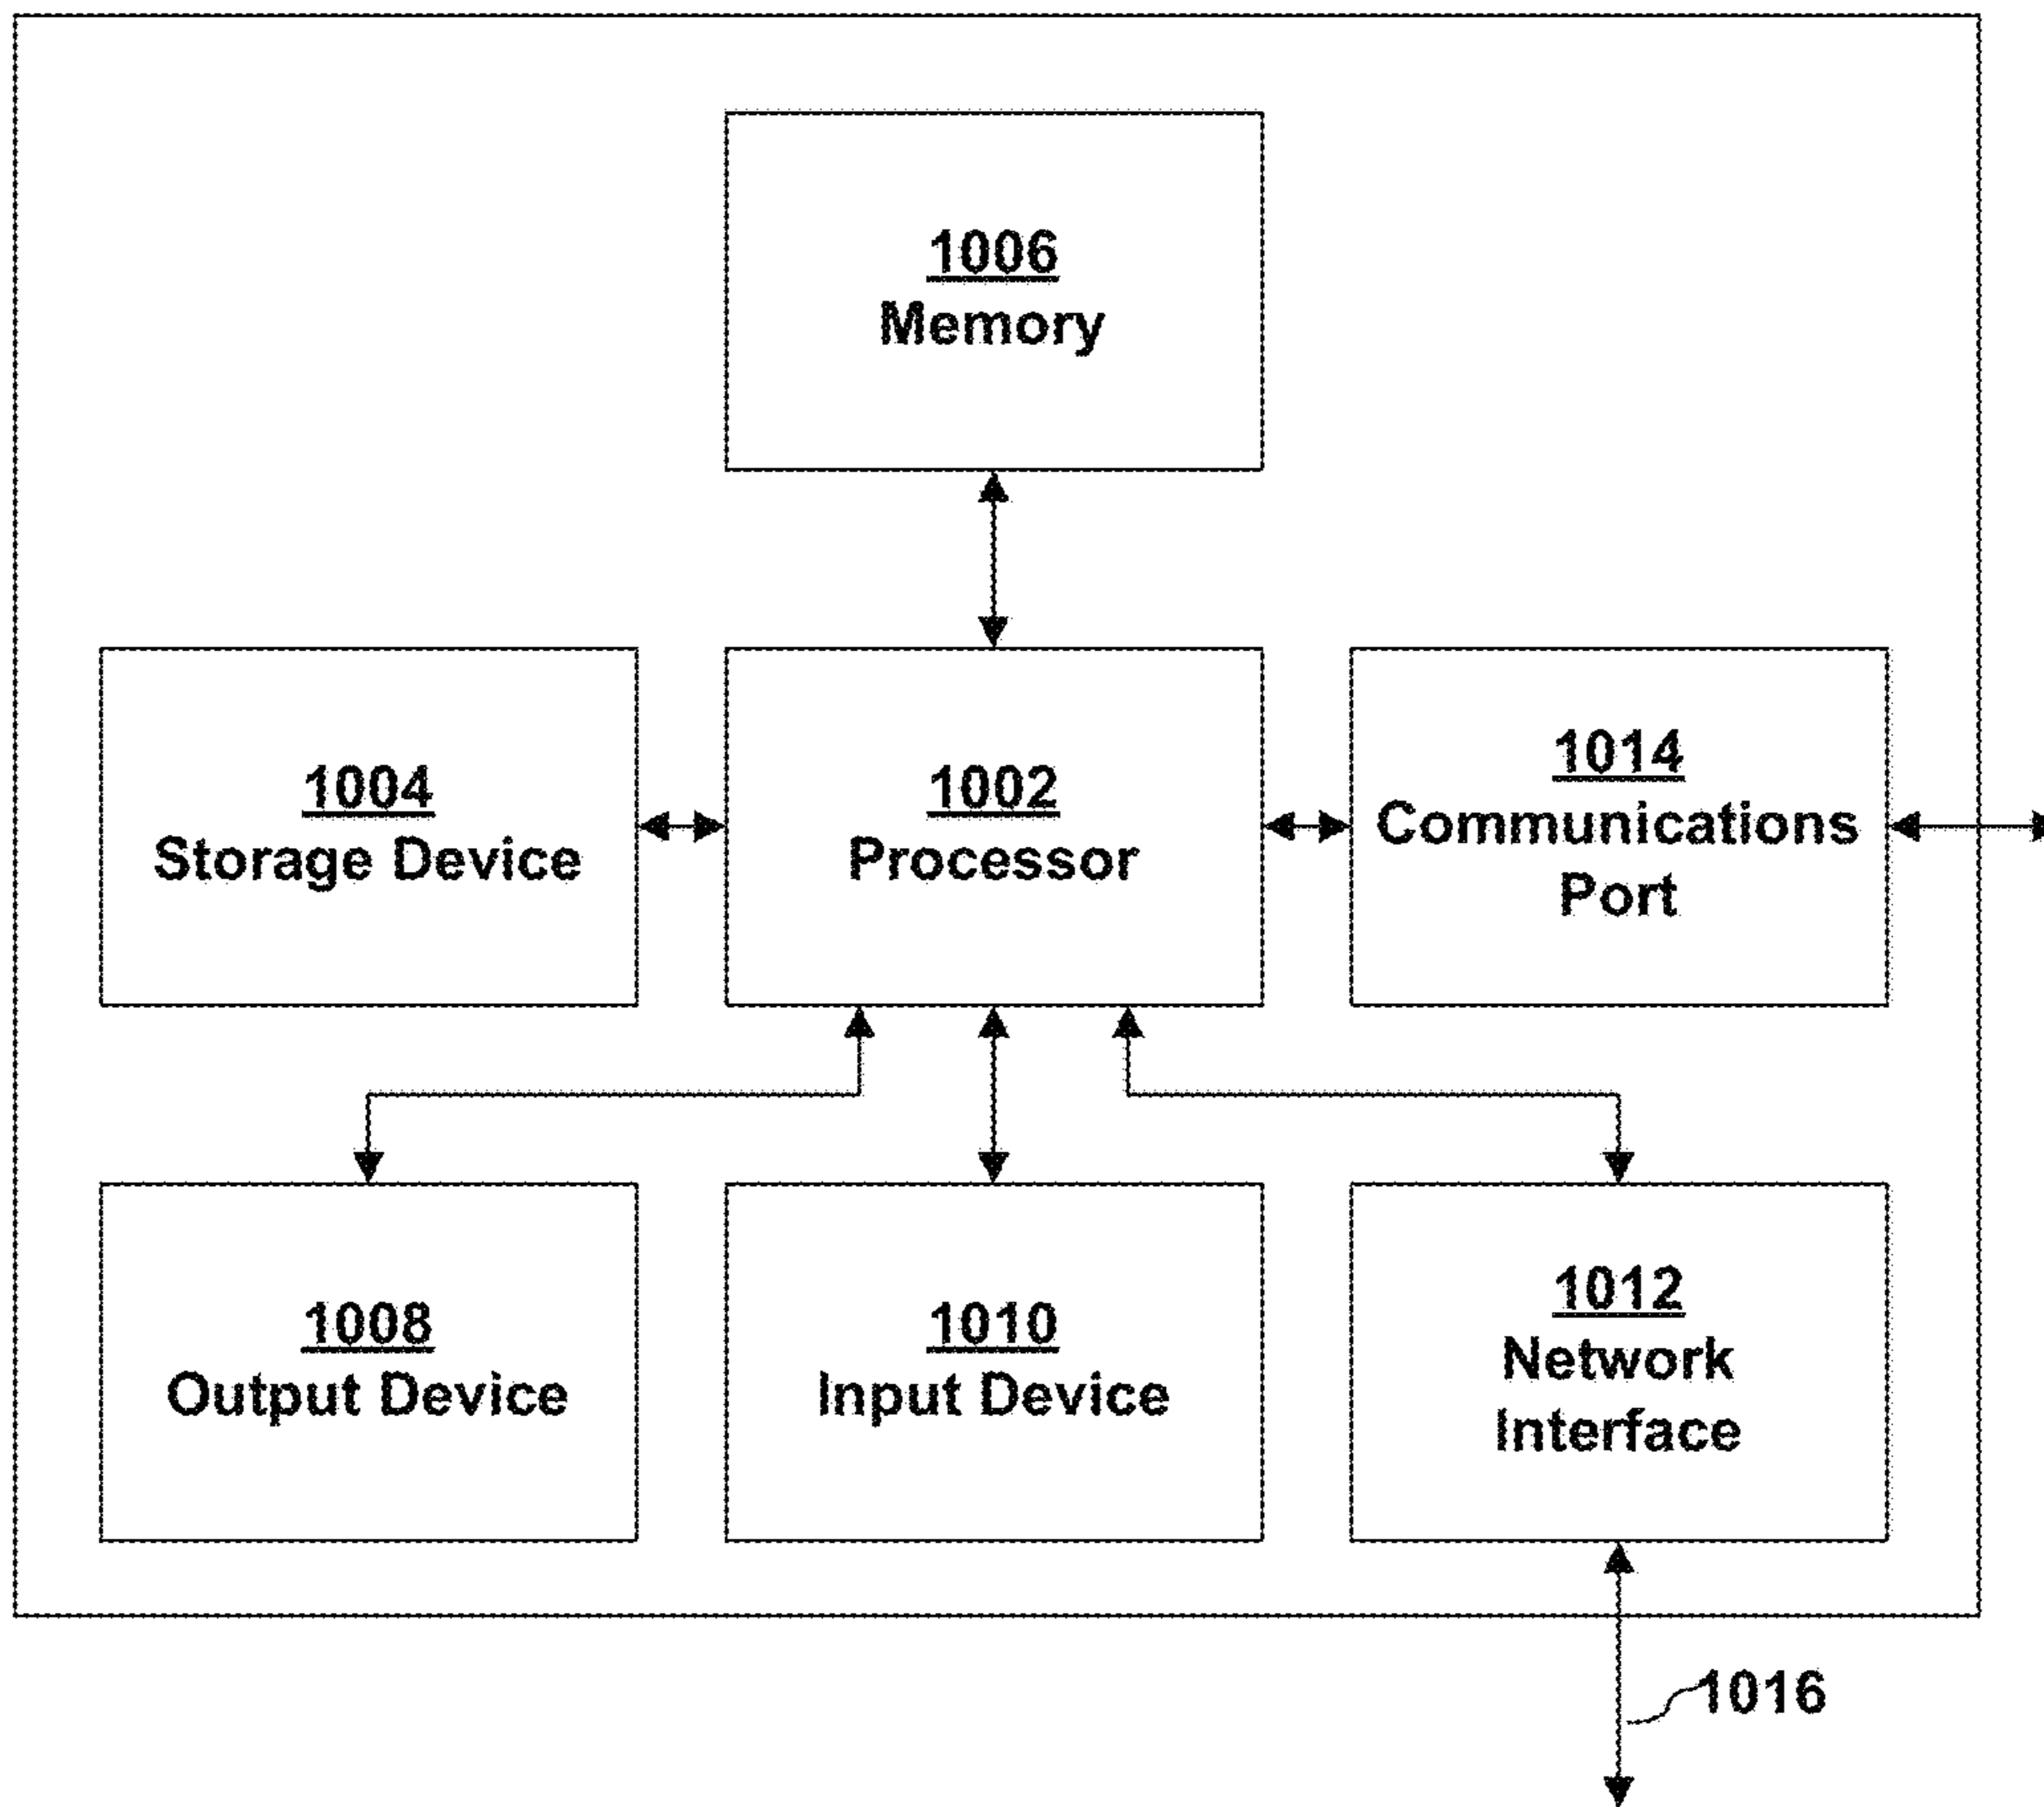 1006
Memory
1004
Storage Device
1002
Processor
1014
Communications
Port
1008
Output Device
1010
Input Device
1012
Network
Interface
1016